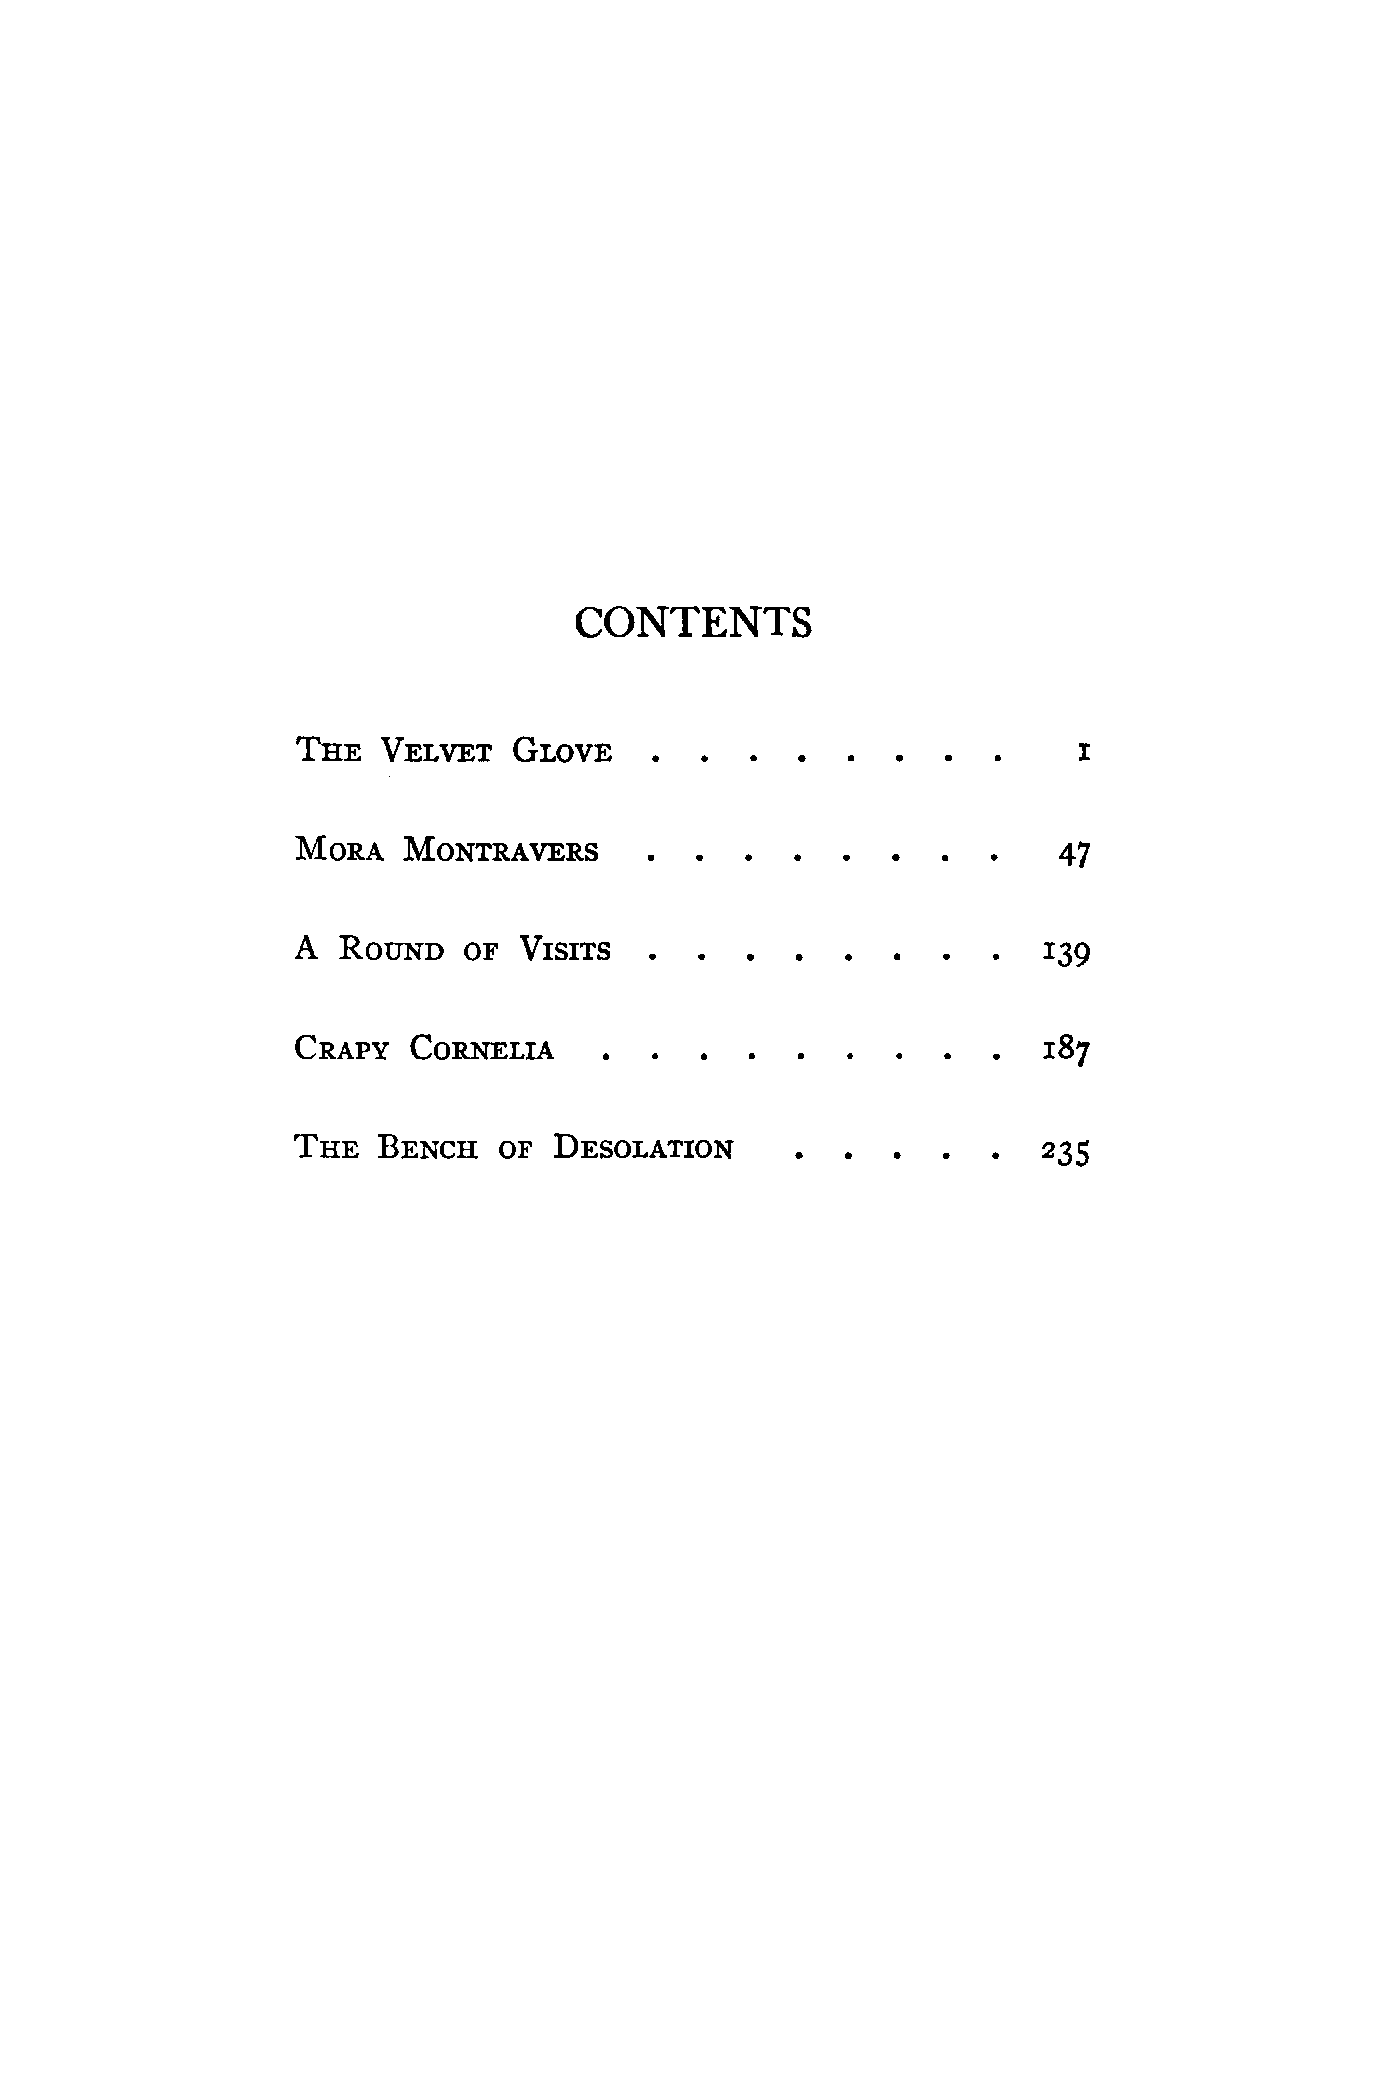 CONTENTS
The Velvet Glove . . . . . . . . 1
Mora Montravers . . . . . . . . 47
A Round of Visits . . . . . . . . 139
Crapy Cornelia . . . . . . . . . 187
The Bench of Desolation . . . . . 235